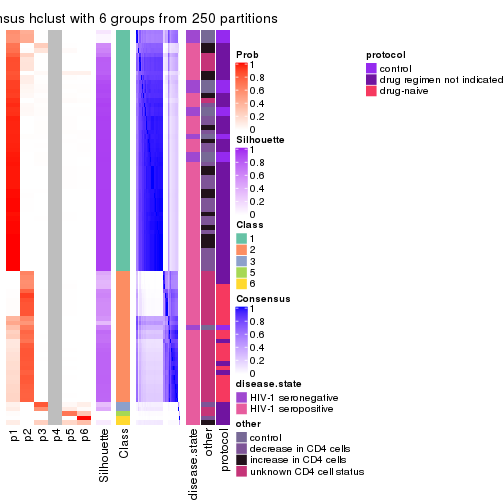 nsus hclust with 6 groups from 250 partitions
Prob
1
0.8
0.6
0.4
0.2
0
Silhouette
1
0.8
0.6
0.4
0.2
0
Class
1
2
3
5
6
Consensus
1
0.8
0.6
0.4
0.2
0
disease.state
HIV-1 seronegative
HIV-1 seropositive
other
control
decrease in CD4 cells
increase in CD4 cells
unknown CD4 cell status
protocol
control
drug regimen not indicated
drug-naive
p1
p2
p3
p4
p5
p6
Silhouette
Class
disease.state
other
protocol